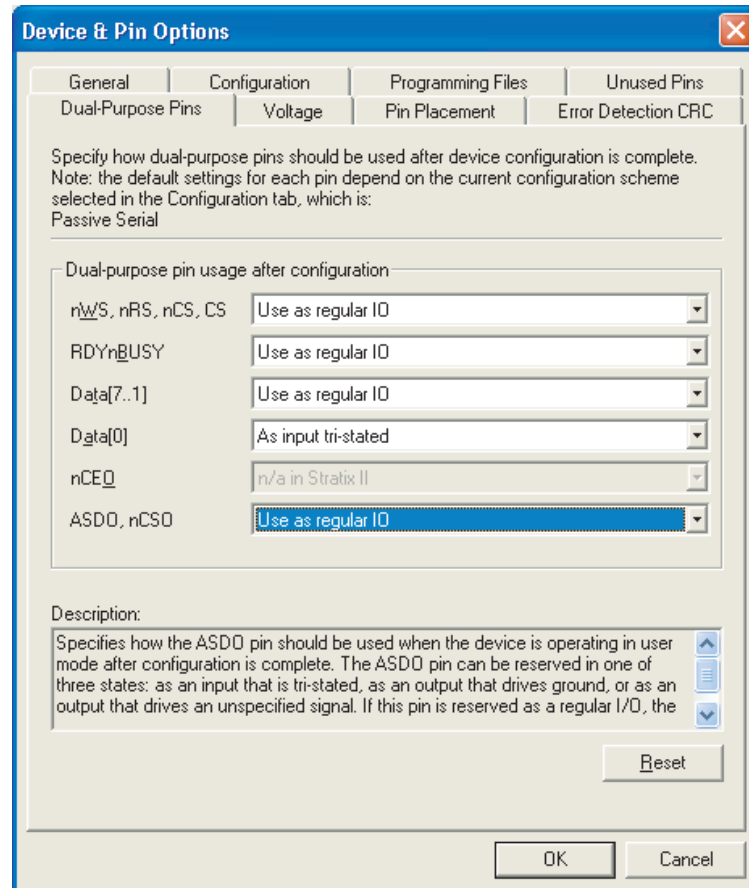 Device & Pin Options
General Configuration Programming Files Unused Pins
Dual-Purpose Pins Voltage Pin Placement Error Detection CRC
Specify how dual-purpose pins should be used after device configuration is complete.
Note: the default settings for each pin depend on the current configuration scheme
selected in the Configuration tab, which is:
Passive Serial
Dual-purpose pin usage after configuration
nWS, nRS, nCS, CS Use as regular IO
RDYnBUSY Use as regular IO
Data[7..1] Use as regular IO
Data[0] As input tri-stated
nCEO n/a in Stratix II
ASDO, nCSO Use as regular IO
Description:
Specifies how the ASDO pin should be used when the device is operating in user
mode after configuration is complete. The ASDO pin can be reserved in one of
three states: as an input that is tri-stated, as an output that drives ground, or as an
output that drives an unspecified signal. If this pin is reserved as a regular I/O, the
Reset
OK Cancel